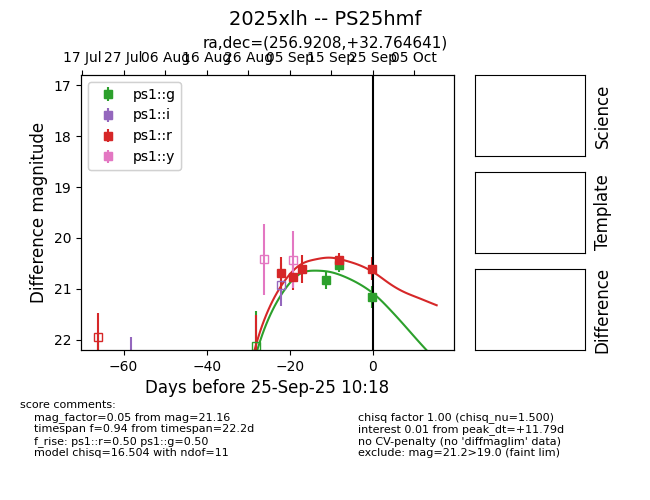 2025xlh -- PS25hmf
ra,dec=(256.9208,+32.764641)
17 Jul 27 Jul 06 Aug 16 Aug 26 Aug 05 Sep 15 Sep 25 Sep 05 Oct
17
18
19
20
21
22
Difference magnitude
ps1::g
ps1::i
ps1::r
ps1::y
−60 −40 −20 0
Days before 25-Sep-25 10:18
Science
Template
Difference
score comments:
mag_factor=0.05 from mag=21.16
timespan f=0.94 from timespan=22.2d
f_rise: ps1::r=0.50 ps1::g=0.50
model chisq=16.504 with ndof=11
chisq factor 1.00 (chisq_nu=1.500)
interest 0.01 from peak_dt=+11.79d
no CV-penalty (no 'diffmaglim' data)
exclude: mag=21.2>19.0 (faint lim)